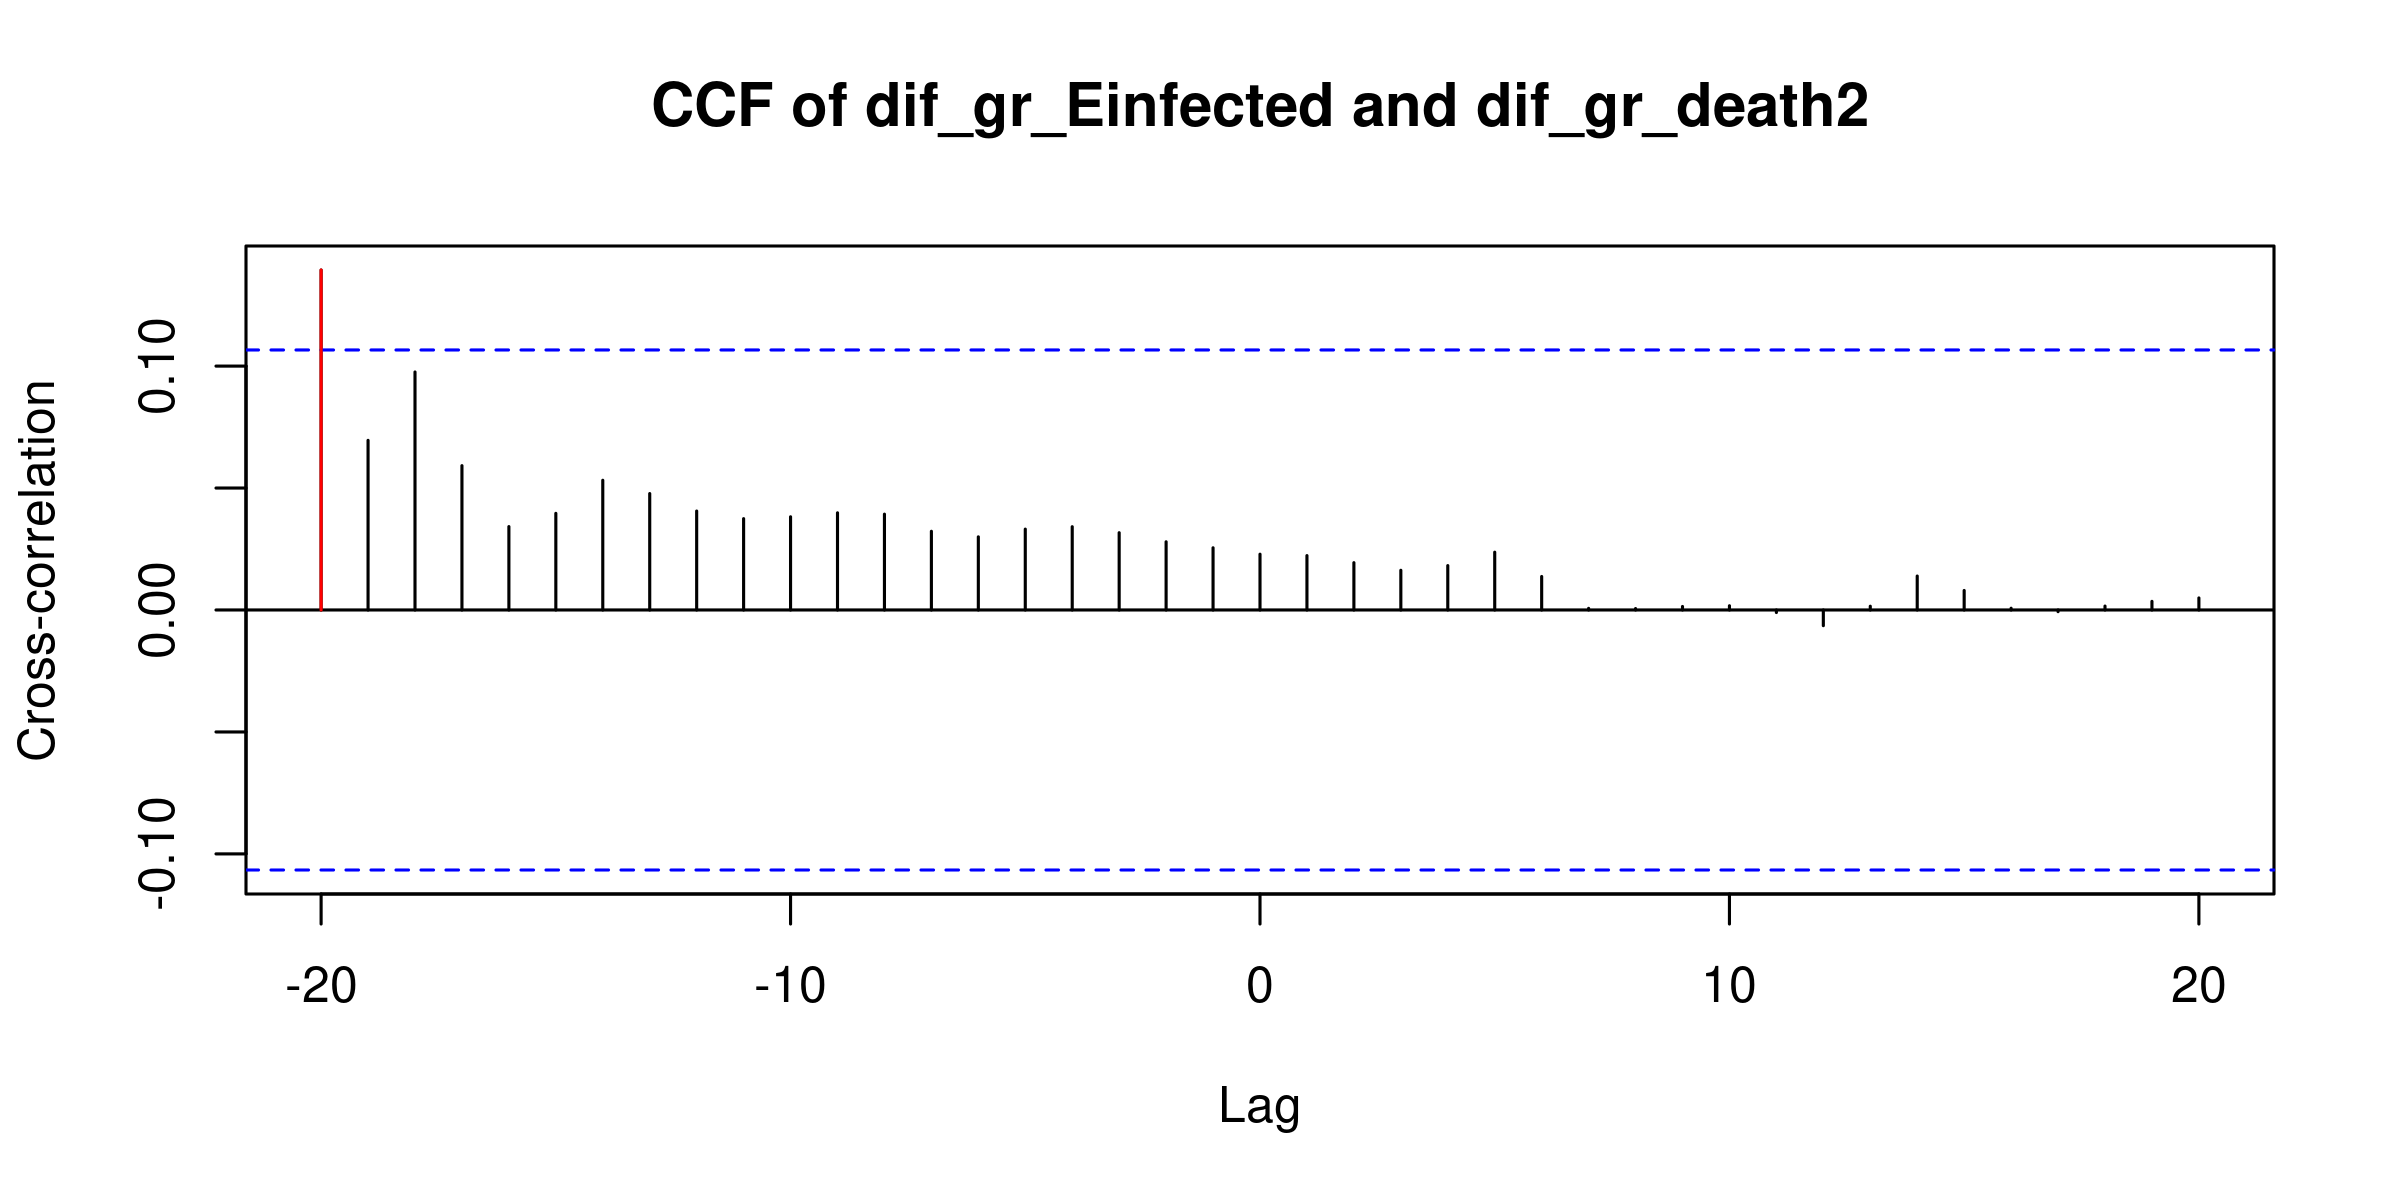 CCF of dif_gr_Einfected and dif_gr_death2
Cross-correlation
0.10
0.00
-0.10
-20 -10 0 10 20
Lag